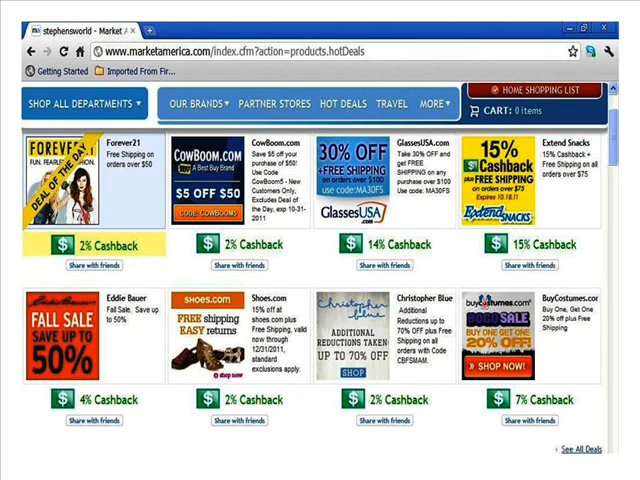 stephensworld - Market A
www.marketamerica.com/index.cfm?action=products.hotDeals
Getting Started Imported From Fir...
HOME SHOPPING LIST
SHOP ALL DEPARTMENTS OUR BRANDS PARTNER STORES HOT DEALS TRAVEL MORE
CART: 0 items
DEAL OF THE DAY
FOREVER21
Forever21
Free Shipping on
orders over $50
$ 2% Cashback
Share with friends
CowBoom.COM
A Best Buy Brand
$5 OFF $50
CODE: COWBOOM5
CowBoom.com
Save $5 off your
purchase of $50!
Use Code
CowBoom5 - New
Customers Only,
Excludes Deal of
the Day, exp 10-31-
2011
$ 2% Cashback
Share with friends
30% OFF
+FREE SHIPPING
on orders over $100
use code:MA30FS
GlassesUSA.com
GlassesUSA.com
Take 30% OFF and
get FREE
SHIPPING on any
purchase over $100
Use code: MA30FS
$ 14% Cashback
Share with friends
15%
$ Cashback
plus FREE SHIPPING
on orders over $75
Expires 10.18.11
Extend SNACKS
Extend Snacks
15% Cashback +
Free Shipping on all
orders over $75
$ 15% Cashback
Share with friends
Eddie Bauer
FALL SALE
SAVE UP TO
50%
Eddie Bauer
Fall Sale. Save up
to 50%
$ 4% Cashback
Share with friends
SHOES.COM
FREE shipping
EASY returns
shop now
Shoes.com
15% off at
shoes.com plus
Free Shipping, valid
now through
12/31/2011,
standard
exclusions apply.
$ 2% Cashback
Share with friends
Christopher
blue
ADDITIONAL
REDUCTIONS TAKEN
UP TO 70% OFF
SHOP
Christopher Blue
Additional
Reductions up to
70% OFF plus Free
Shipping on all
orders with Code
CBFSMAM.
$ 2% Cashback
Share with friends
buycostumes.com
BOGO SALE
BUY ONE GET ONE
20% OFF!
» SHOP NOW!
BuyCostumes.cor
Buy One, Get One
20% off plus Free
Shipping
$ 7% Cashback
Share with friends
See All Deals